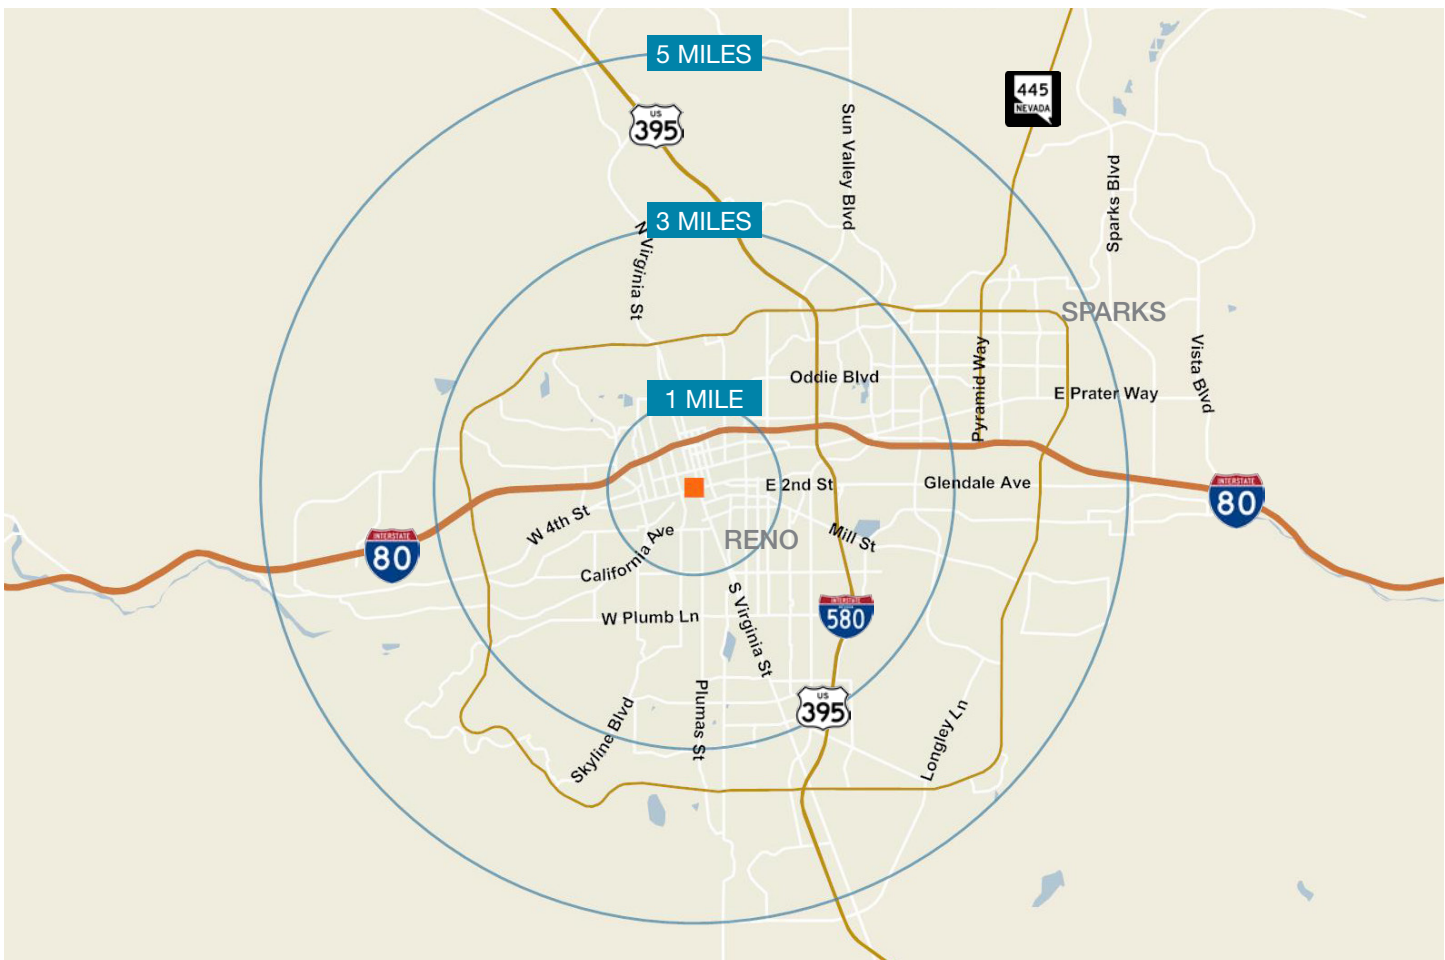 5 MILES
445
NEVADA
US
395
Sun Valley Blvd
Sparks Blvd
3 MILES
N Virginia St
SPARKS
Vista Blvd
Pyramid Way
Oddie Blvd
E Prater Way
1 MILE
E 2nd St
Glendale Ave
INTERSTATE
80
W 4th St
RENO
Mill St
INTERSTATE
80
California Ave
S Virginia St
INTERSTATE
580
W Plumb Ln
Plumas St
US
395
Skyline Blvd
Longley Ln